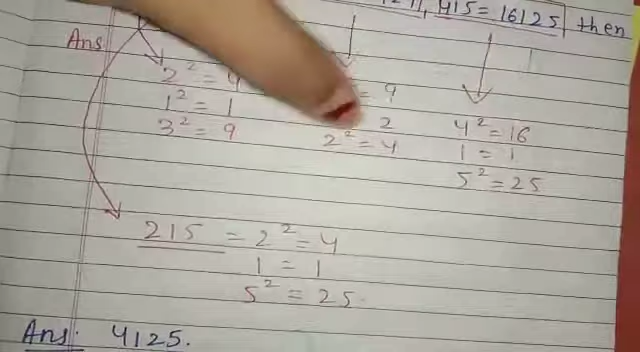 415 = 16125, then
Ans
2² = 4
= 9
1² = 1
2
4² = 16
3² = 9
2² = 4
1 = 1
5² = 25
215 = 2² = 4
1 = 1
5² = 25.
Ans: 4125.